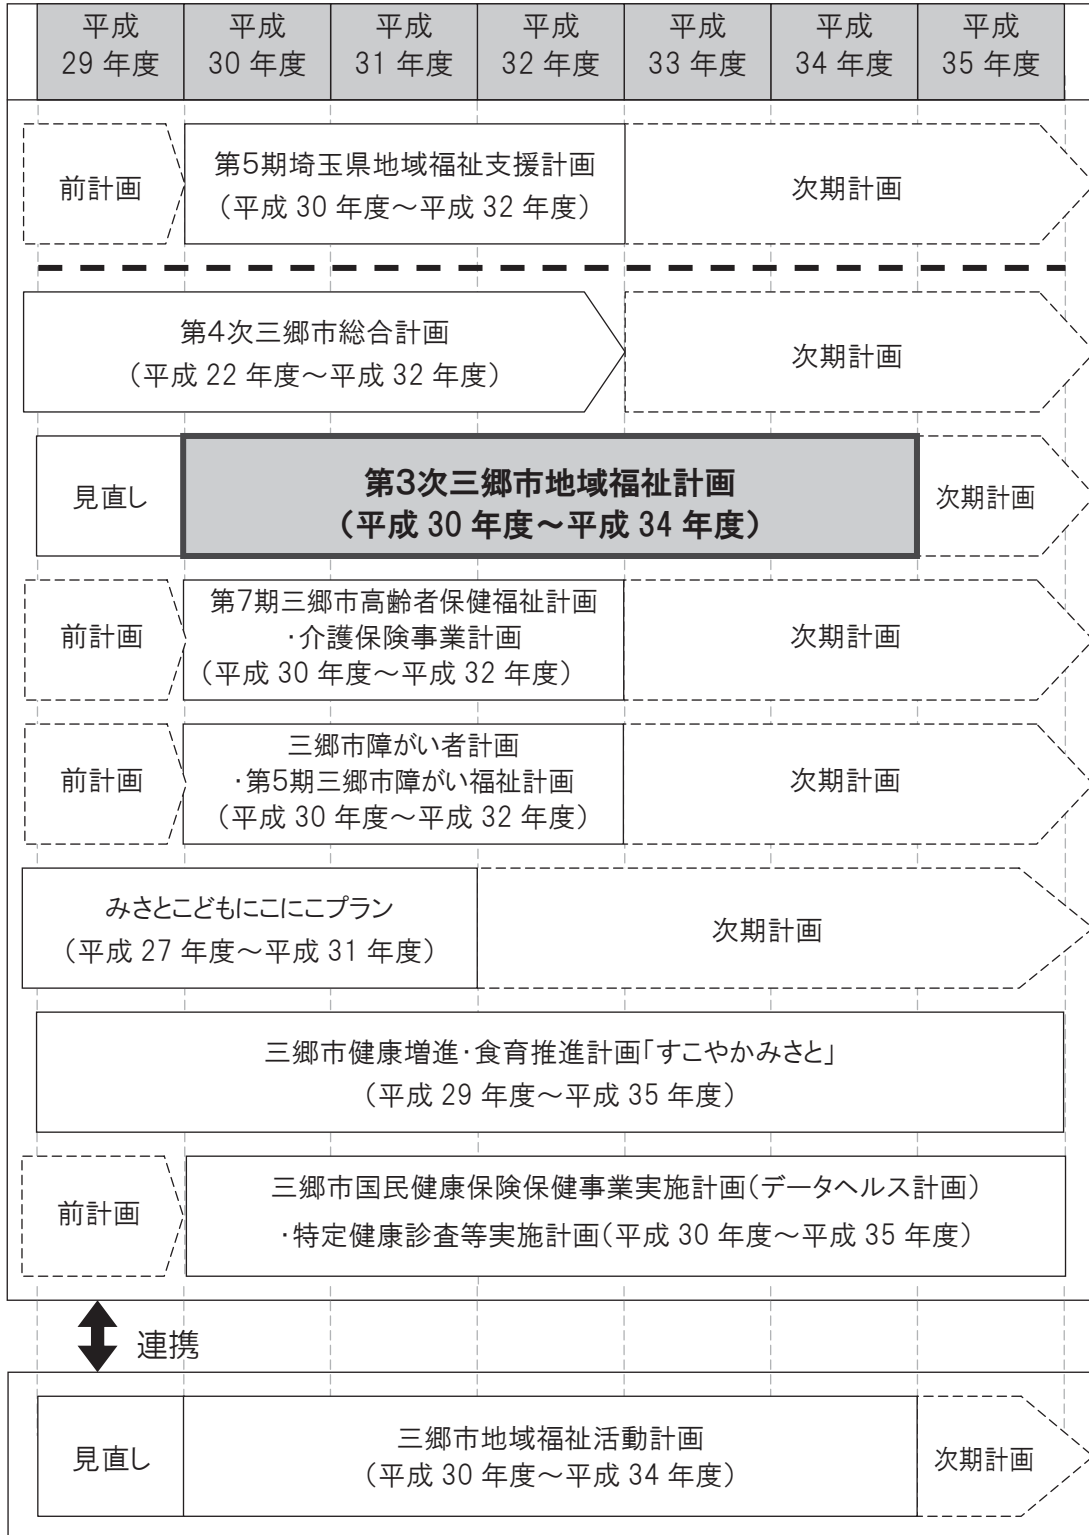 平成 平成 平成 平成 平成 平成 平成
29 年度 30 年度 31 年度 32 年度 33 年度 34 年度 35 年度
前計画
第5期埼玉県地域福祉支援計画
（平成 30 年度～平成 32 年度）
次期計画
第4次三郷市総合計画
（平成 22 年度～平成 32 年度）
次期計画
見直し
第3次三郷市地域福祉計画
（平成 30 年度～平成 34 年度）
次期計画
前計画
第7期三郷市高齢者保健福祉計画
・介護保険事業計画
（平成 30 年度～平成 32 年度）
次期計画
前計画
三郷市障がい者計画
・第5期三郷市障がい福祉計画
（平成 30 年度～平成 32 年度）
次期計画
みさとこどもにこにこプラン
（平成 27 年度～平成 31 年度）
次期計画
三郷市健康増進・食育推進計画「すこやかみさと」
（平成 29 年度～平成 35 年度）
前計画
三郷市国民健康保険保健事業実施計画（データヘルス計画）
・特定健康診査等実施計画（平成 30 年度～平成 35 年度）
連携
見直し
三郷市地域福祉活動計画
（平成 30 年度～平成 34 年度）
次期計画